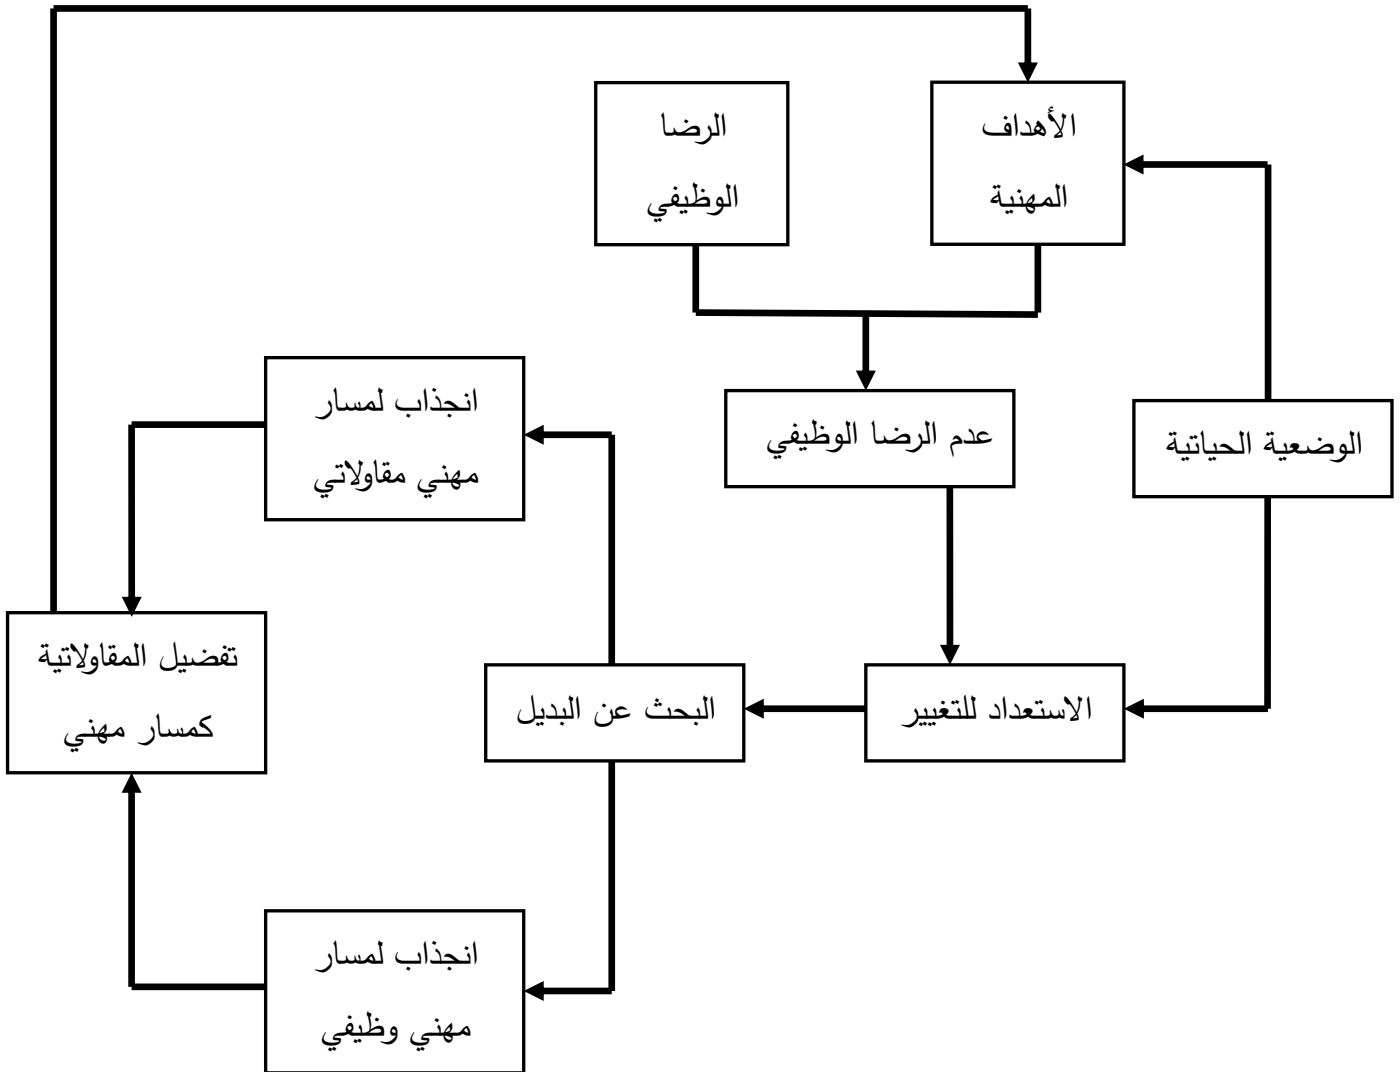 الأهداف
المهنية
الرضا
الوظيفي
عدم الرضا الوظيفي
الوضعية الحياتية
انجذاب لمسار
مهني مقاولاتي
الاستعداد للتغيير
البحث عن البديل
تفضيل المقاولاتية
كمسار مهني
انجذاب لمسار
مهني وظيفي